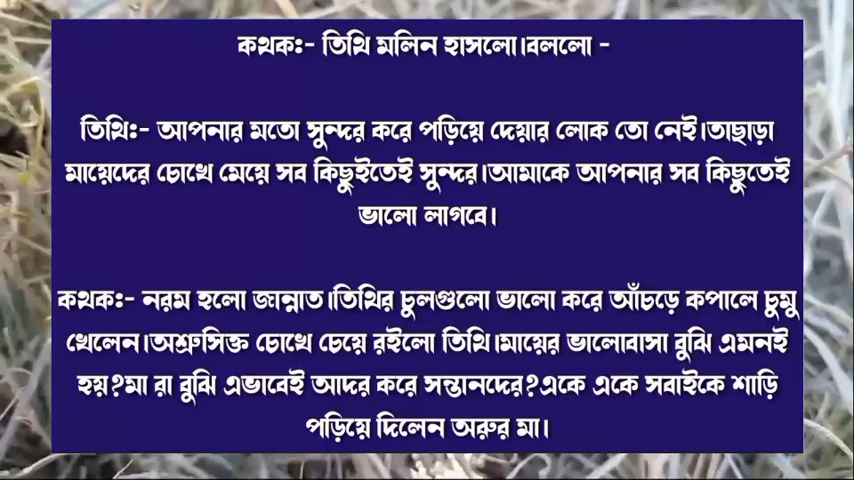 কথক:- তিথি মলিন হাসলো।বললো -
তিথি:- আপনার মতো সুন্দর করে পড়িয়ে দেয়ার লোক তো নেই।তাছাড়া
মায়েদের চোখে মেয়ে সব কিছুইতেই সুন্দর।আমাকে আপনার সব কিছুতেই
ভালো লাগবে।
কথক:- নরম হলো জান্নাত।তিথির চুলগুলো ভালো করে আঁচড়ে কপালে চুমু
খেলেন।অশ্রুসিক্ত চোখে চেয়ে রইলো তিথি।মায়ের ভালোবাসা বুঝি এমনই
হয়?মা রা বুঝি এভাবেই আদর করে সন্তানদের?একে একে সবাইকে শাড়ি
পড়িয়ে দিলেন অরুর মা।